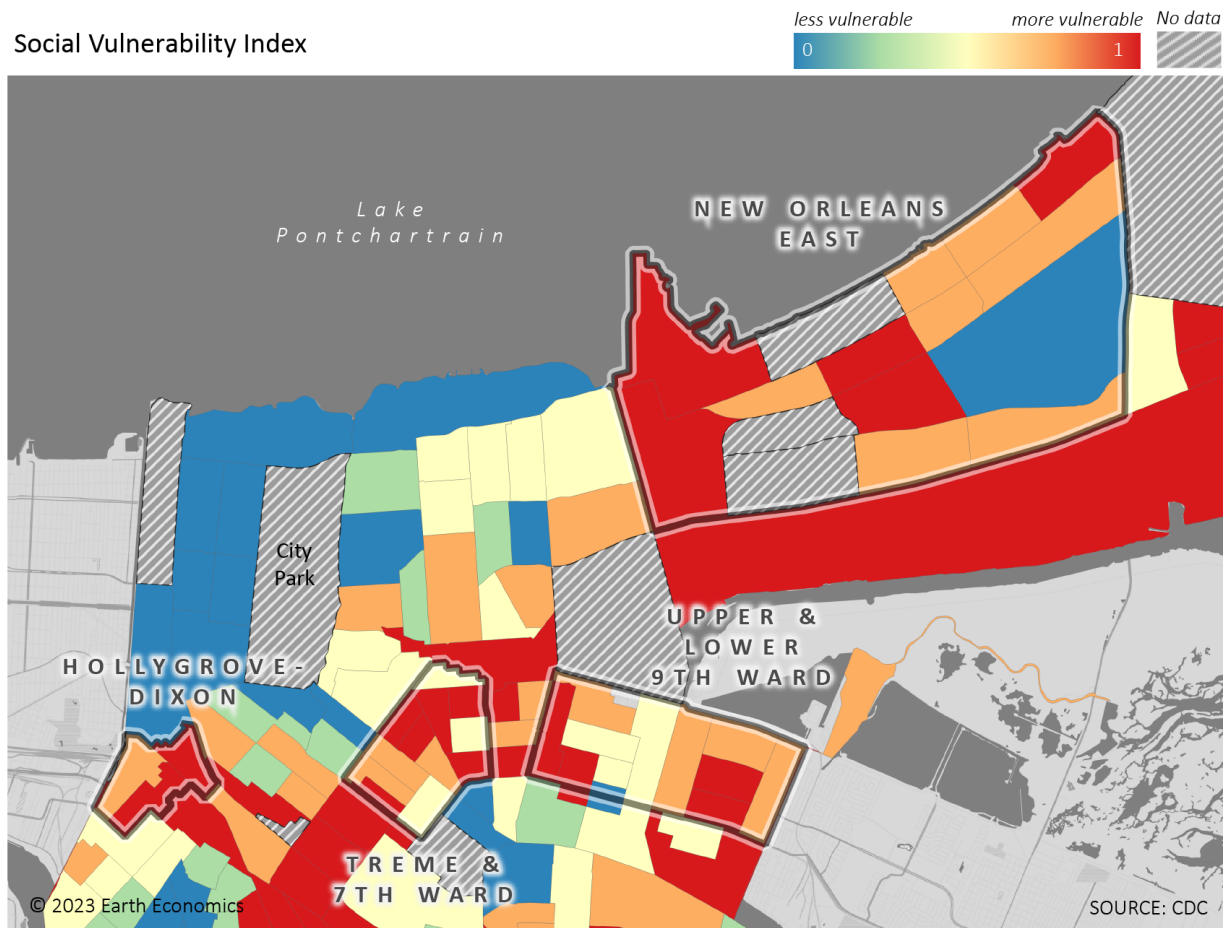 less vulnerable more vulnerable No data
Social Vulnerability Index
0 1
Lake
Pontchartrain
NEW ORLEANS
EAST
City
Park
UPPER &
LOWER
9TH WARD
HOLLYGROVE-
DIXON
TREME &
7TH WARD
© 2023 Earth Economics
SOURCE: CDC